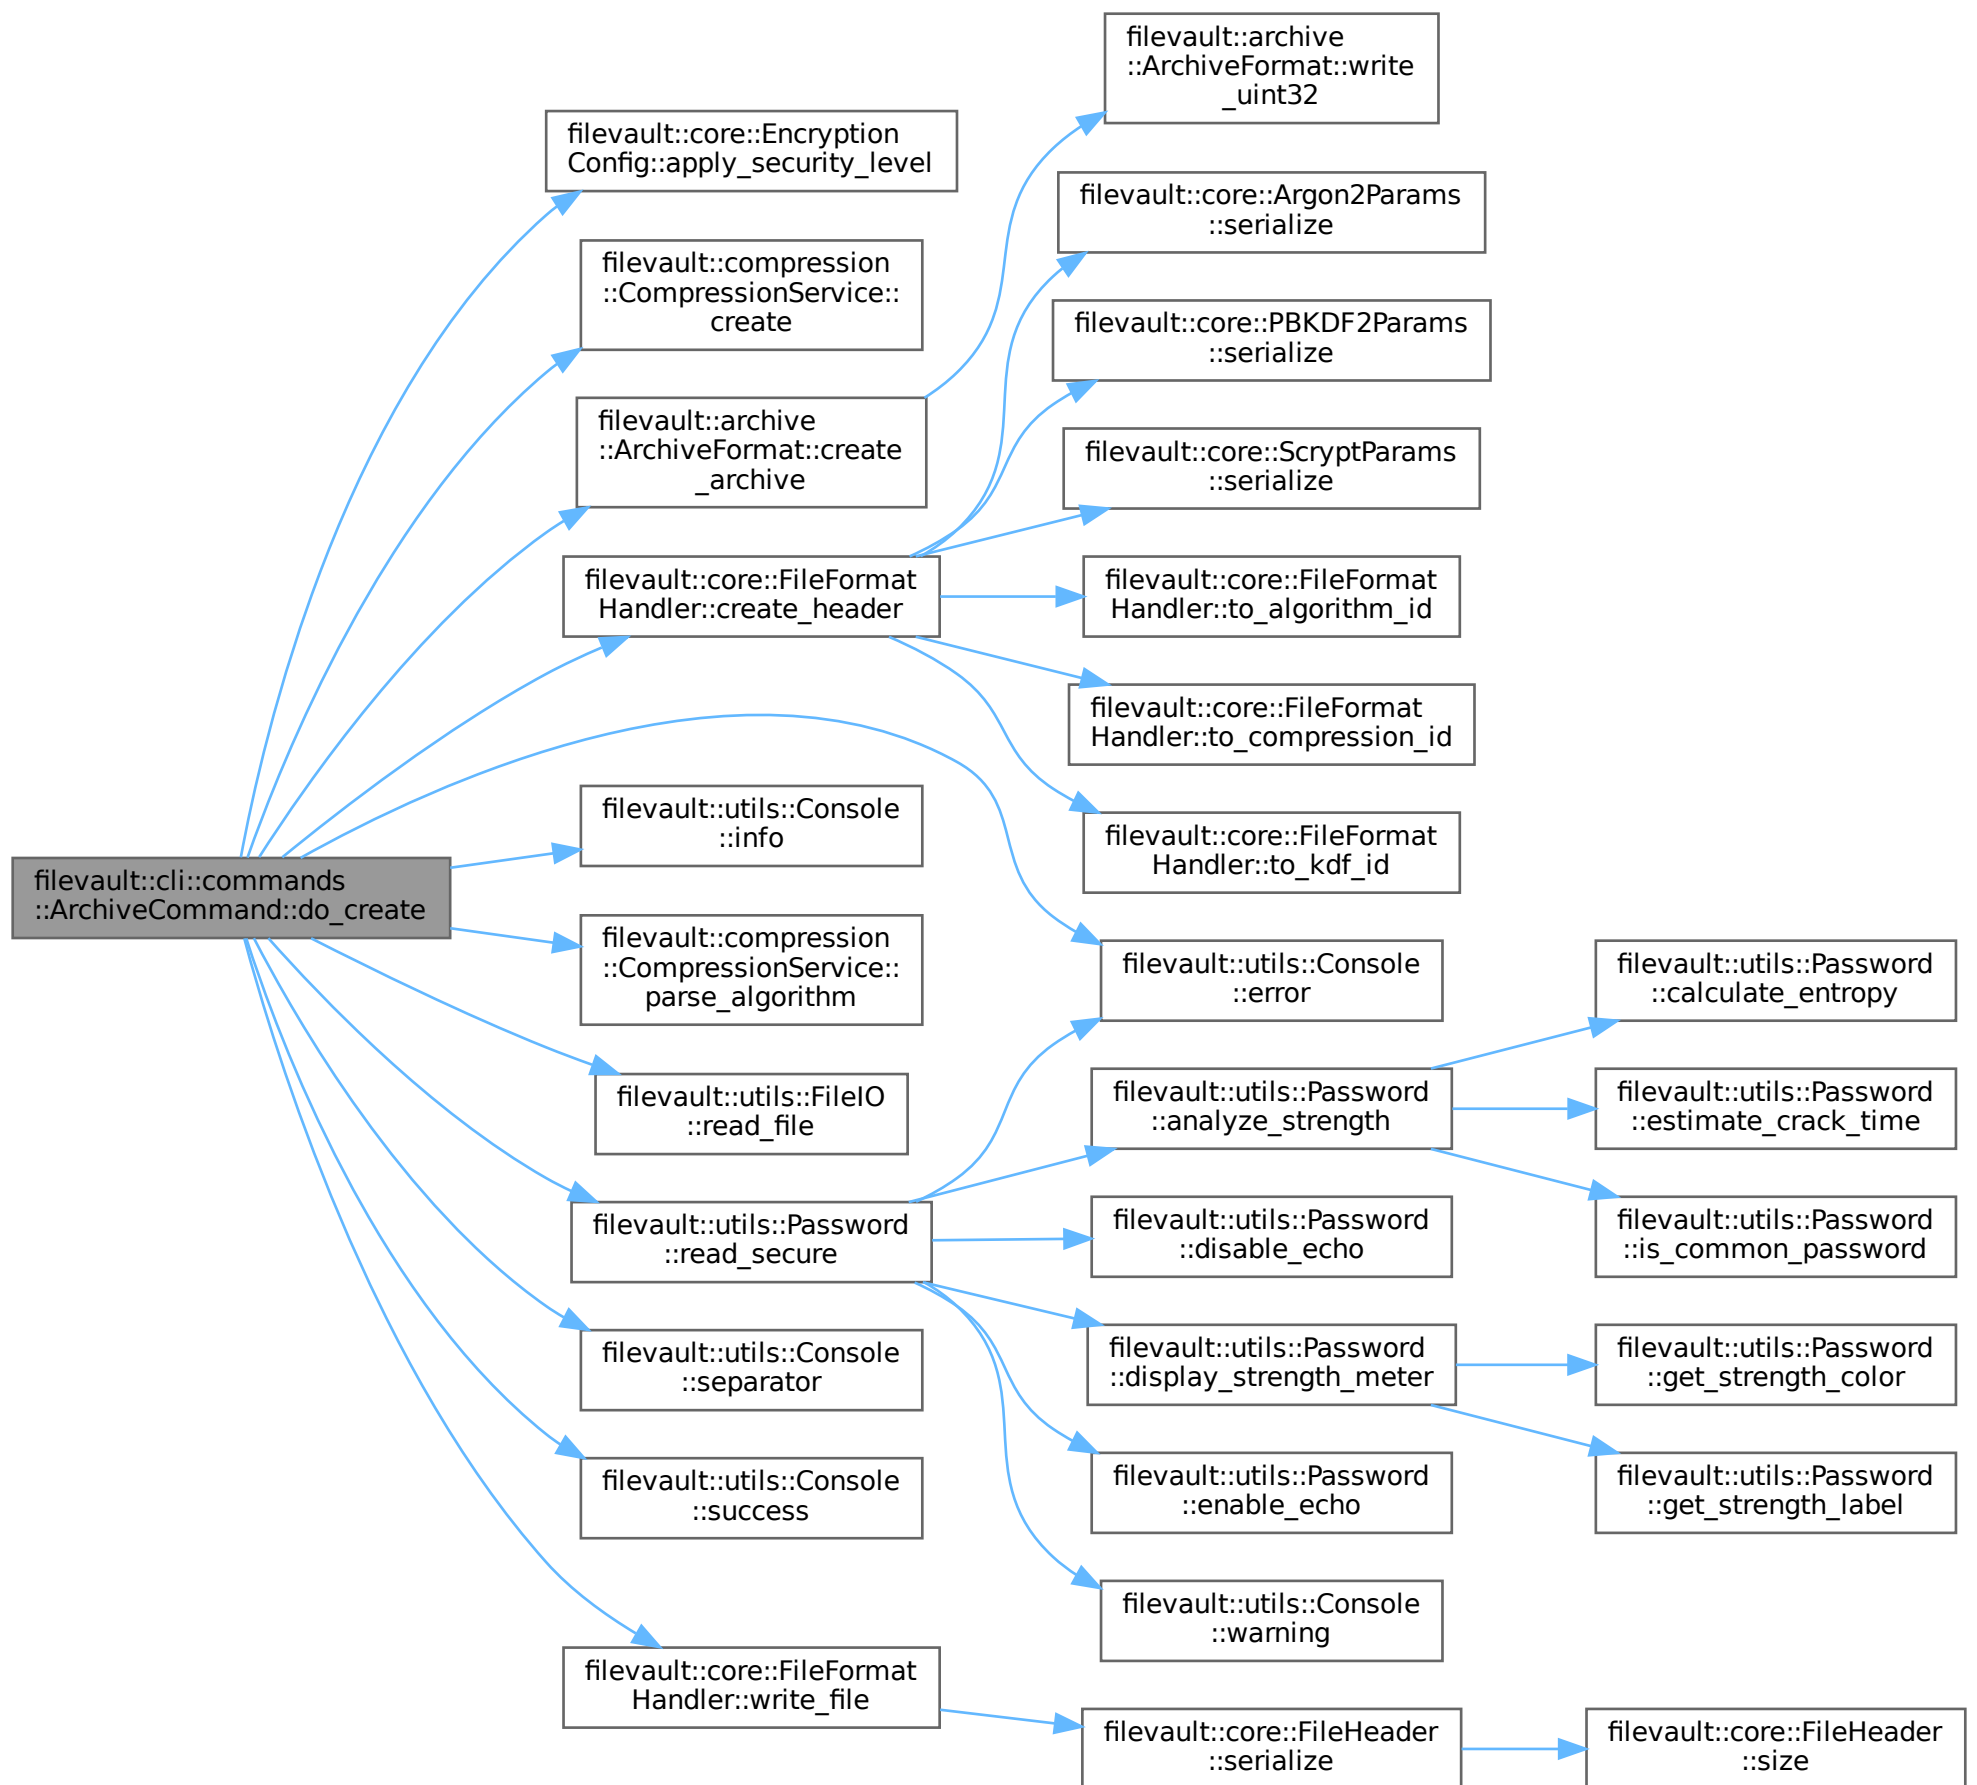 filevault::cli::commands
::ArchiveCommand::do_create
filevault::core::Encryption
Config::apply_security_level
filevault::compression
::CompressionService::
create
filevault::archive
::ArchiveFormat::create
_archive
filevault::core::FileFormat
Handler::create_header
filevault::utils::Console
::info
filevault::compression
::CompressionService::
parse_algorithm
filevault::utils::FileIO
::read_file
filevault::utils::Password
::read_secure
filevault::utils::Console
::separator
filevault::utils::Console
::success
filevault::core::FileFormat
Handler::write_file
filevault::archive
::ArchiveFormat::write
_uint32
filevault::core::Argon2Params
::serialize
filevault::core::PBKDF2Params
::serialize
filevault::core::ScryptParams
::serialize
filevault::core::FileFormat
Handler::to_algorithm_id
filevault::core::FileFormat
Handler::to_compression_id
filevault::core::FileFormat
Handler::to_kdf_id
filevault::utils::Console
::error
filevault::utils::Password
::analyze_strength
filevault::utils::Password
::disable_echo
filevault::utils::Password
::display_strength_meter
filevault::utils::Password
::enable_echo
filevault::utils::Console
::warning
filevault::core::FileHeader
::serialize
filevault::utils::Password
::calculate_entropy
filevault::utils::Password
::estimate_crack_time
filevault::utils::Password
::is_common_password
filevault::utils::Password
::get_strength_color
filevault::utils::Password
::get_strength_label
filevault::core::FileHeader
::size